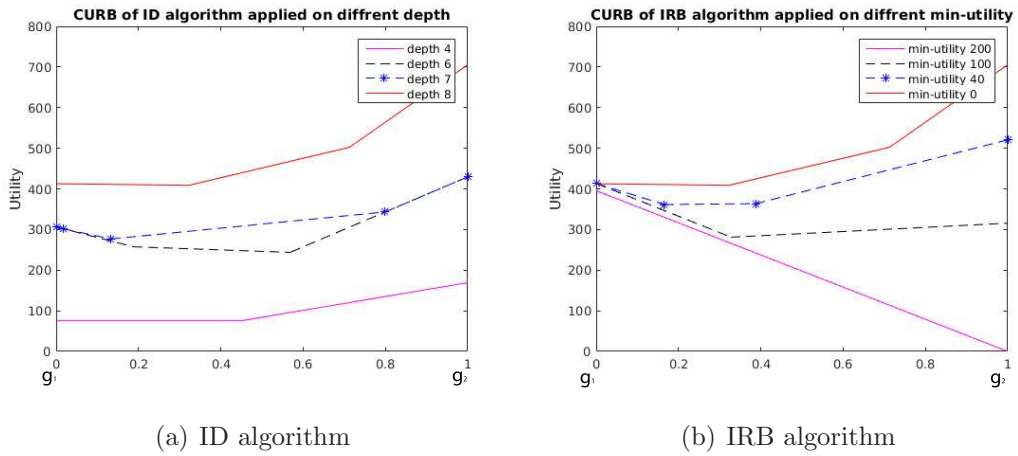 CURB of ID algorithm applied on diffrent depth
800
700
600
500
400
300
200
100
0
Utility
depth 4
depth 6
depth 7
depth 8
0
0.2
0.4
0.6
0.8
1
g1
g2
(a) ID algorithm
CURB of IRB algorithm applied on diffrent min-utility
800
700
600
500
400
300
200
100
0
Utility
min-utility 200
min-utility 100
min-utility 40
min-utility 0
0
0.2
0.4
0.6
0.8
1
g1
g2
(b) IRB algorithm